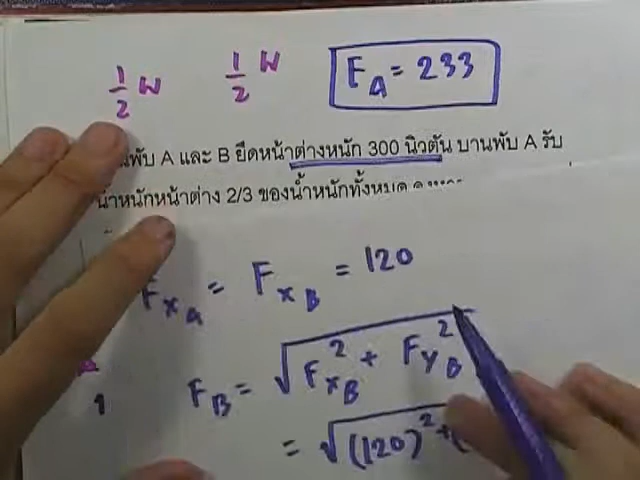 1/2 W 1/2 W F_A = 233
พับ A และ B ยึดหน้าต่างหนัก 300 นิวตัน บานพับ A รับ
น้ำหนักหน้าต่าง 2/3 ของน้ำหนักทั้งหมด
F_xA = F_xB = 120
F_B = √(F_xB² + F_yB²)
1
= √(120)² + (